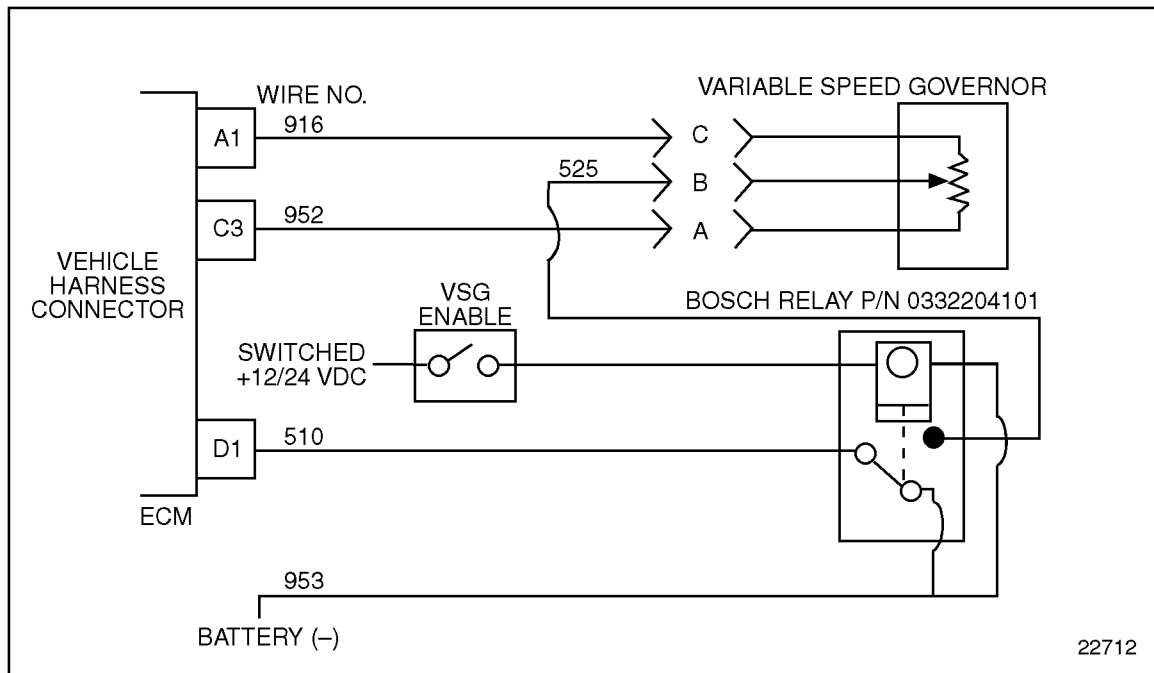 WIRE NO.
VARIABLE SPEED GOVERNOR
A1
916
C
525
B
C3
952
A
VEHICLE
HARNESS
CONNECTOR
VSG
ENABLE
BOSCH RELAY P/N 0332204101
SWITCHED
+12/24 VDC
D1
510
ECM
953
BATTERY (–)
22712